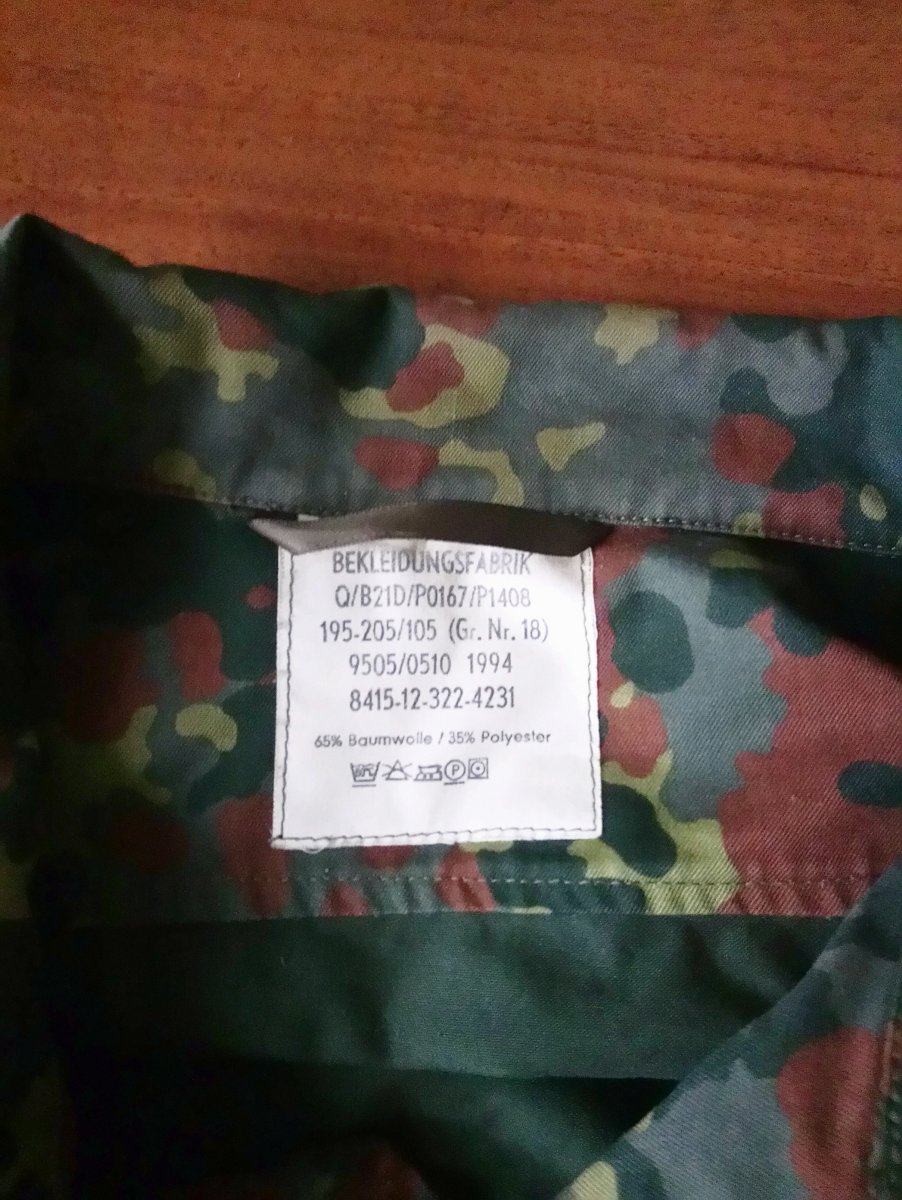 BEKLEIDUNGSFABRIK
Q/B21D/P0167/P1408
195-205/105 (Gr. Nr. 18)
9505/0510 1994
8415-12-322-4231
65% Baumwolle / 35% Polyester
P